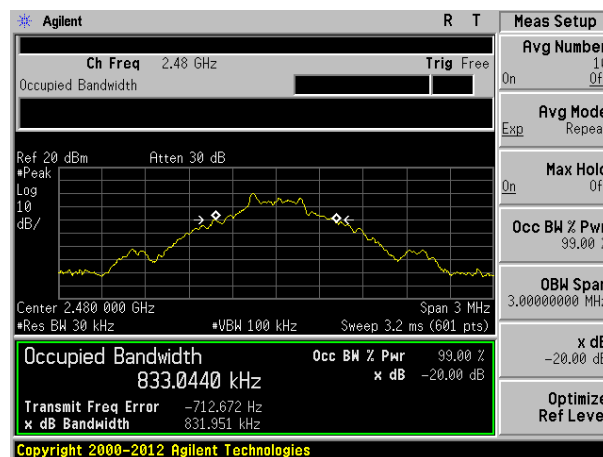 Agilent R T Meas Setup
Ch Freq 2.48 GHz Trig Free
Occupied Bandwidth
Ref 20 dBm Atten 30 dB
#Peak
Log
10
dB/
Center 2.480 000 GHz Span 3 MHz
#Res BW 30 kHz #VBW 100 kHz Sweep 3.2 ms (601 pts)
Occupied Bandwidth
833.0440 kHz
Occ BW % Pwr 99.00 %
x dB -20.00 dB
Transmit Freq Error -712.672 Hz
x dB Bandwidth 831.951 kHz
Copyright 2000-2012 Agilent Technologies
Avg Number
On
Avg Mode
Exp Repea
Max Hold
On
Occ BW % Pwr
99.00 %
OBW Span
3.00000000 MHz
x dB
-20.00 dB
Optimize
Ref Level